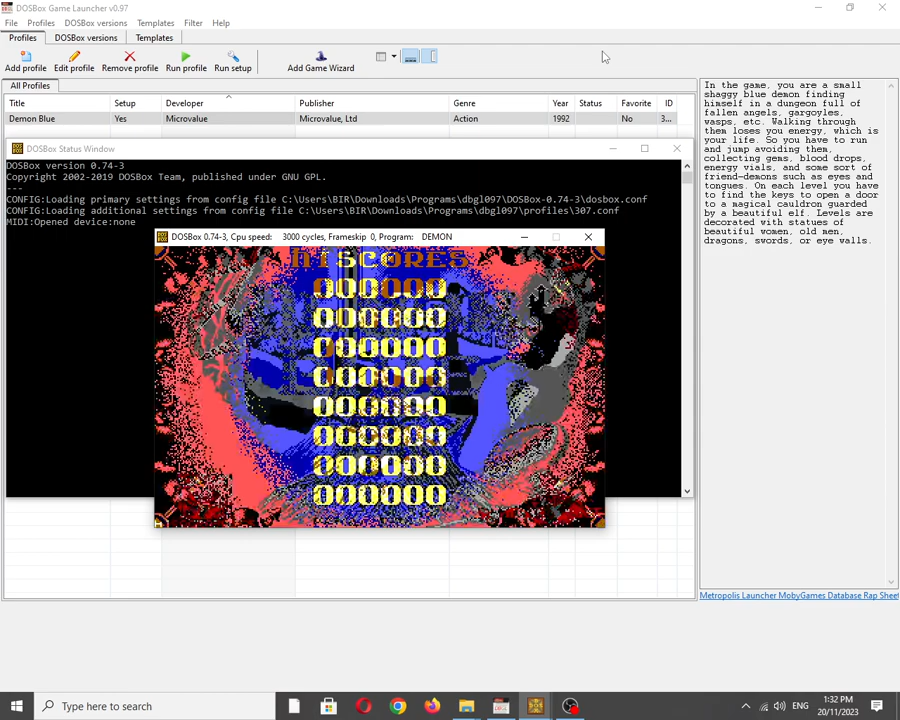 DOSBox Game Launcher v0.97
File Profiles DOSBox versions Templates Filter Help
Profiles DOSBox versions Templates
Add profile Edit profile Remove profile Run profile Run setup Add Game Wizard
All Profiles
Title Setup Developer Publisher Genre Year Status Favorite ID
Demon Blue Yes Microvalue Microvalue, Ltd Action 1992 No 3...
DOSBox Status Window
DOSBox version 0.74-3
Copyright 2002-2019 DOSBox Team, published under GNU GPL.
---
CONFIG:Loading primary settings from config file C:\Users\BIR\Downloads\Programs\dbgl097\DOSBox-0.74-3\dosbox.conf
CONFIG:Loading additional settings from config file C:\Users\BIR\Downloads\Programs\dbgl097\profiles\307.conf
MIDI:Opened device:none
DOSBox 0.74-3, Cpu speed: 3000 cycles, Frameskip 0, Program: DEMON
HISCORES
000000
000000
000000
000000
000000
000000
000000
000000
In the game, you are a small
shaggy blue demon finding
himself in a dungeon full of
fallen angels, gargoyles,
wasps, etc. Walking through
them loses you energy, which is
your life. So you have to run
and jump avoiding them,
collecting gems, blood drops,
energy vials, and some sort of
friend-demons such as eyes and
tongues. On each level you have
to find the keys to open a door
to a magical cauldron guarded
by a beautiful elf. Levels are
decorated with statues of
beautiful women, old men,
dragons, swords, or eye walls.
Metropolis Launcher MobyGames Database Rap Sheet
Type here to search
1:32 PM
20/11/2023